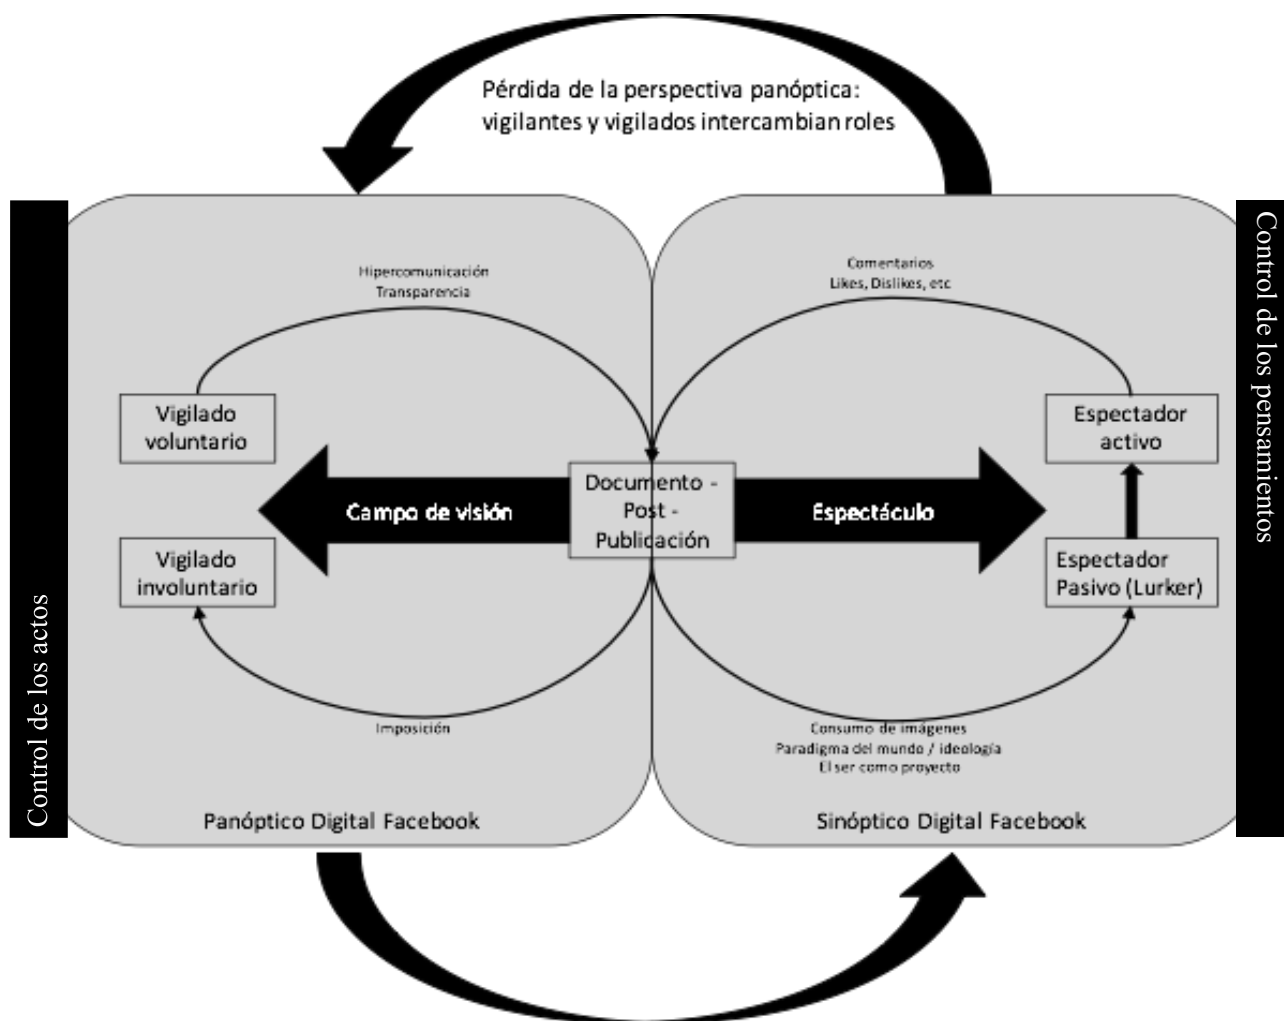 Pérdida de la perspectiva panóptica:
vigilantes y vigilados intercambian roles
Control de los actos
Hipercomunicación
Transparencia
Vigilado
voluntario
Campo de visión
Vigilado
involuntario
Imposición
Panóptico Digital Facebook
Documento -
Post -
Publicación
Comentarios
Likes, Dislikes, etc
Espectador
activo
Espectáculo
Espectador
Pasivo (Lurker)
Consumo de imágenes
Paradigma del mundo / ideología
El ser como proyecto
Sinóptico Digital Facebook
Control de los pensamientos